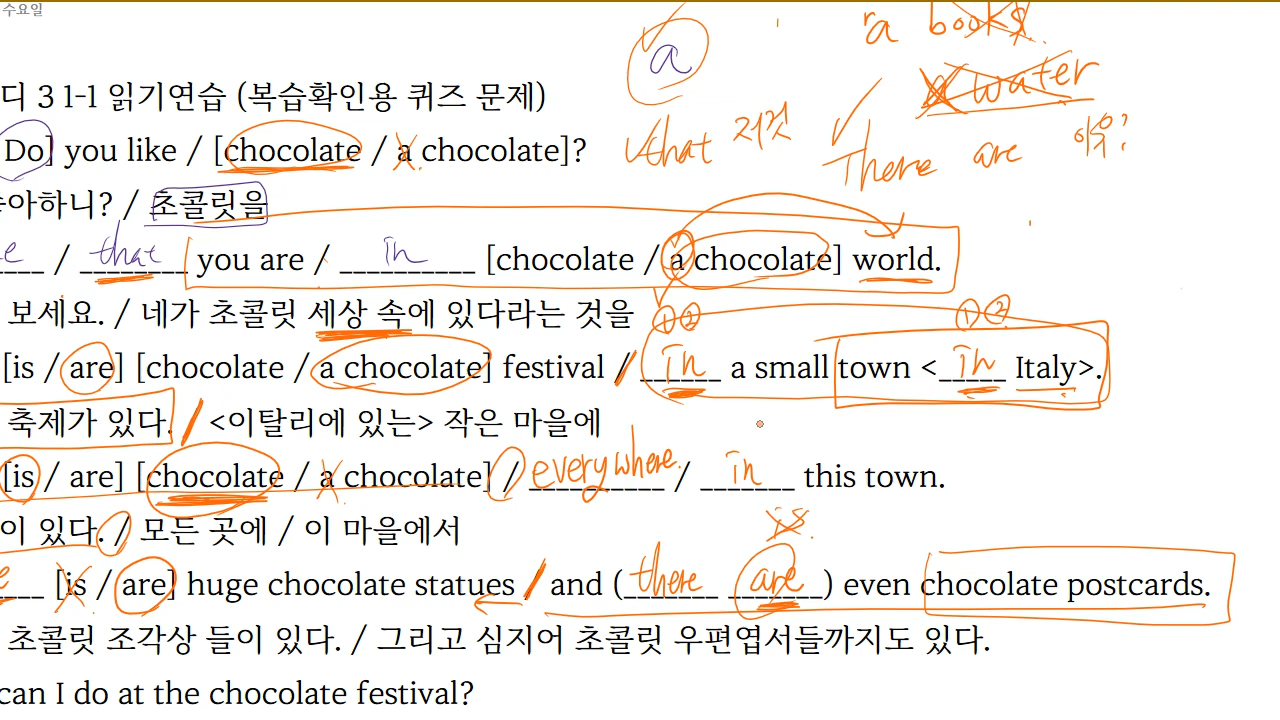 수요일
a books
a
a water
디 3 1-1 읽기연습 (복습확인용 퀴즈 문제)
that 저것 There are 이유?
Do] you like / [chocolate / a chocolate]?
아하니? / 초콜릿을
e / that you are / in [chocolate / a chocolate] world.
보세요. / 네가 초콜릿 세상 속에 있다라는 것을
① ② ① ②
[is / are] [chocolate / a chocolate] festival / in a small town <in Italy>.
축제가 있다. / <이탈리에 있는> 작은 마을에
[is / are] [chocolate / a chocolate] / everywhere. / in this town.
이 있다. / 모든 곳에 / 이 마을에서
is
e [is / are] huge chocolate statues / and (there are) even chocolate postcards.
초콜릿 조각상 들이 있다. / 그리고 심지어 초콜릿 우편엽서들까지도 있다.
can I do at the chocolate festival?